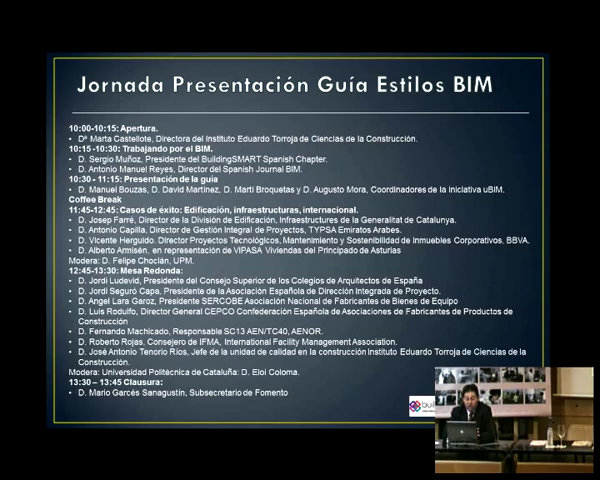 Jornada Presentación Guía Estilos BIM
10:00-10:15: Apertura.
• Dª Marta Castellote, Directora del Instituto Eduardo Torroja de Ciencias de la Construcción.
10:15 -10:30: Trabajando por el BIM.
• D. Sergio Muñoz, Presidente del BuildingSMART Spanish Chapter.
• D. Antonio Manuel Reyes, Director del Spanish Journal BIM.
10:30 - 11:15: Presentación de la guía
• D. Manuel Bouzas, D. David Martínez, D. Martí Broquetas y D. Augusto Mora, Coordinadores de la Iniciativa uBIM.
Coffee Break
11:45-12:45: Casos de éxito: Edificación, infraestructuras, internacional.
• D. Josep Farré, Director de la División de Edificación, Infraestructures de la Generalitat de Catalunya.
• D. Antonio Capilla, Director de Gestión Integral de Proyectos, TYPSA Emiratos Arabes.
• D. Vicente Herguido. Director Proyectos Tecnológicos, Mantenimiento y Sostenibilidad de Inmuebles Corporativos. BBVA.
• D. Alberto Armisén, en representación de VIPASA Viviendas del Principado de Asturias
Modera: D. Felipe Choclán, UPM.
12:45-13:30: Mesa Redonda:
• D. Jordi Ludevid, Presidente del Consejo Superior de los Colegios de Arquitectos de España
• D. Jordi Seguró Capa, Presidente de la Asociación Española de Dirección Integrada de Proyecto.
• D. Angel Lara Garoz, Presidente SERCOBE Asociación Nacional de Fabricantes de Bienes de Equipo
• D. Luis Rodulfo, Director General CEPCO Confederación Española de Asociaciones de Fabricantes de Productos de
Construcción
• D. Fernando Machicado, Responsable SC13 AEN/TC40, AENOR.
• D. Roberto Rojas, Consejero de IFMA, International Facility Management Association.
• D. José Antonio Tenorio Ríos, Jefe de la unidad de calidad en la construcción Instituto Eduardo Torroja de Ciencias de la
Construcción.
Modera: Universidad Politécnica de Cataluña: D. Eloi Coloma.
13:30 – 13:45 Clausura:
• D. Mario Garcés Sanagustín, Subsecretario de Fomento